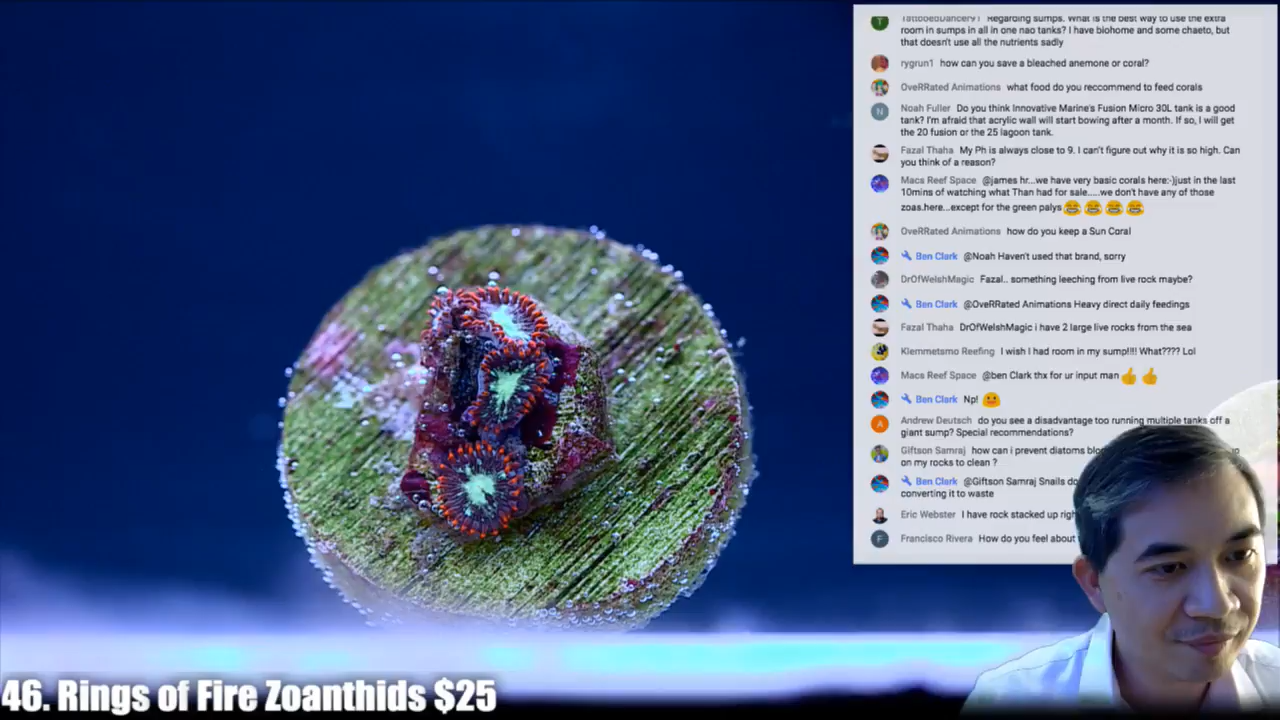 TattooedDancer91 Regarding sumps. What is the best way to use the extra
room in sumps in all in one nao tanks? I have biohome and some chaeto, but
that doesn't use all the nutrients sadly
rygrun1 how can you save a bleached anemone or coral?
OveRRated Animations what food do you reccommend to feed corals
Noah Fuller Do you think Innovative Marine's Fusion Micro 30L tank is a good
tank? I'm afraid that acrylic wall will start bowing after a month. If so, I will get
the 20 fusion or the 25 lagoon tank.
Fazal Thaha My Ph is always close to 9. I can't figure out why it is so high. Can
you think of a reason?
Macs Reef Space @james hr...we have very basic corals here:-)just in the last
10mins of watching what Than had for sale.....we don't have any of those
zoas.here...except for the green palys
OveRRated Animations how do you keep a Sun Coral
Ben Clark @Noah Haven't used that brand, sorry
DrOfWelshMagic Fazal.. something leeching from live rock maybe?
Ben Clark @OveRRated Animations Heavy direct daily feedings
Fazal Thaha DrOfWelshMagic i have 2 large live rocks from the sea
Klemmetsmo Reefing I wish I had room in my sump!!!! What???? Lol
Macs Reef Space @ben Clark thx for ur input man
Ben Clark Np!
Andrew Deutsch do you see a disadvantage too running multiple tanks off a
giant sump? Special recommendations?
Giftson Samraj how can i prevent diatoms
on my rocks to clean ?
Ben Clark @Giftson Samraj Snails
converting it to waste
Eric Webster I have rock stacked up
Francisco Rivera How do you feel about
46. Rings of Fire Zoanthids $25
T
N
A
F